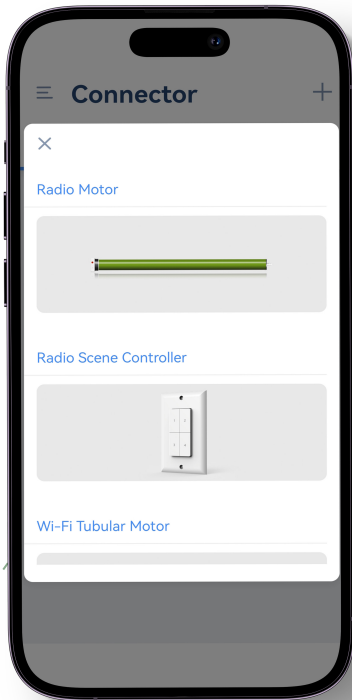 Connector
Radio Motor
Radio Scene Controller
Wi-Fi Tubular Motor